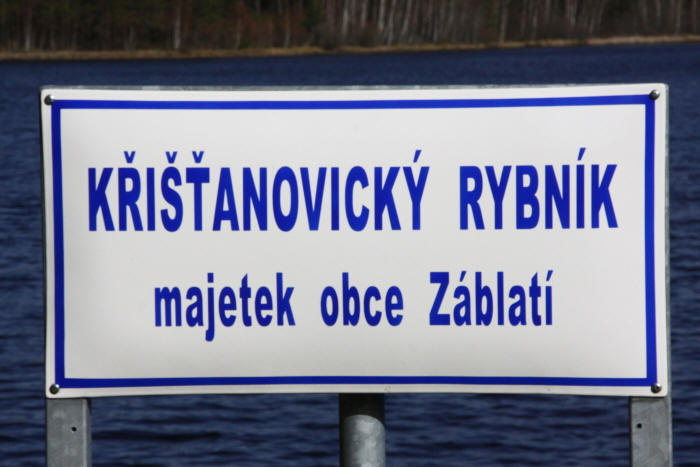 KŘIŠŤANOVICKÝ RYBNÍK
majetek obce Záblatí